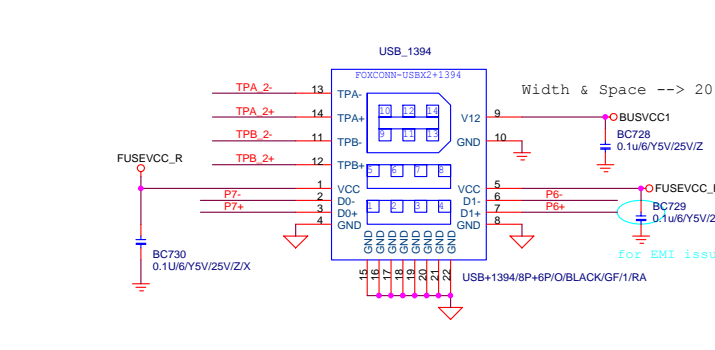 USB_1394
FOXCONN-USBX2+1394
Width & Space --> 20
TPA_2- 13 TPA-
TPA_2+ 14 TPA+
TPB_2- 11 TPB-
TPB_2+ 12 TPB+
10 12 14
9 11 13
V12 9 BUSVCC1
GND 10
BC728
0.1u/6/Y5V/25V/Z
FUSEVCC_R
5 6 7 8
1 VCC
P7- 2 D0-
P7+ 3 D0+
4 GND
1 2 3 4
VCC 5 FUSEVCC_
D1- 6 P6-
D1+ 7 P6+
GND 8
BC729
0.1u/6/Y5V/2
for EMI issu
BC730
0.1U/6/Y5V/25V/Z/X
GND GND GND GND GND GND GND GND
15 16 17 18 19 20 21 22
USB+1394/8P+6P/O/BLACK/GF/1/RA